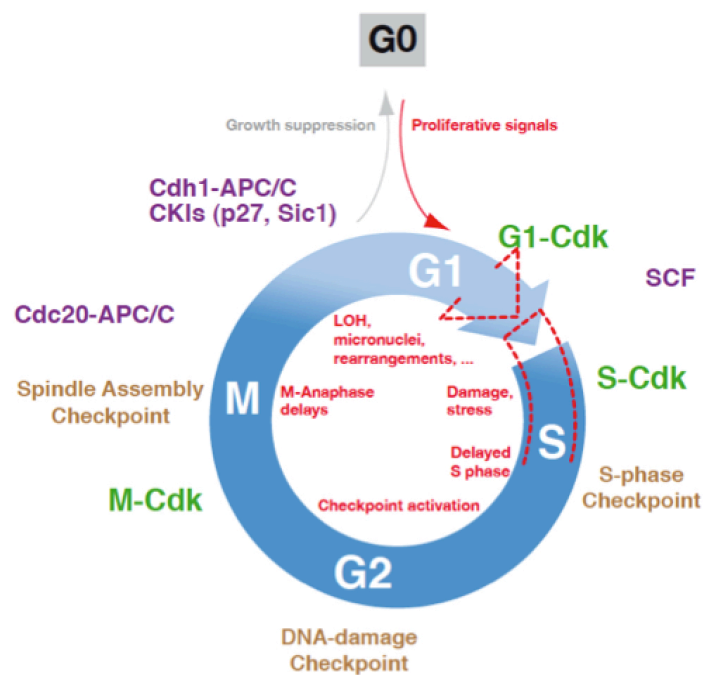 G0
Growth suppression
Proliferative signals
Cdh1-APC/C
CKIs (p27, Sic1)
G1-Cdk
G1
SCF
Cdc20-APC/C
LOH,
micronuclei,
rearrangements, ...
S-Cdk
Spindle Assembly
Checkpoint
M
M-Anaphase
delays
Damage,
stress
S
Delayed
S phase
S-phase
Checkpoint
M-Cdk
Checkpoint activation
G2
DNA-damage
Checkpoint